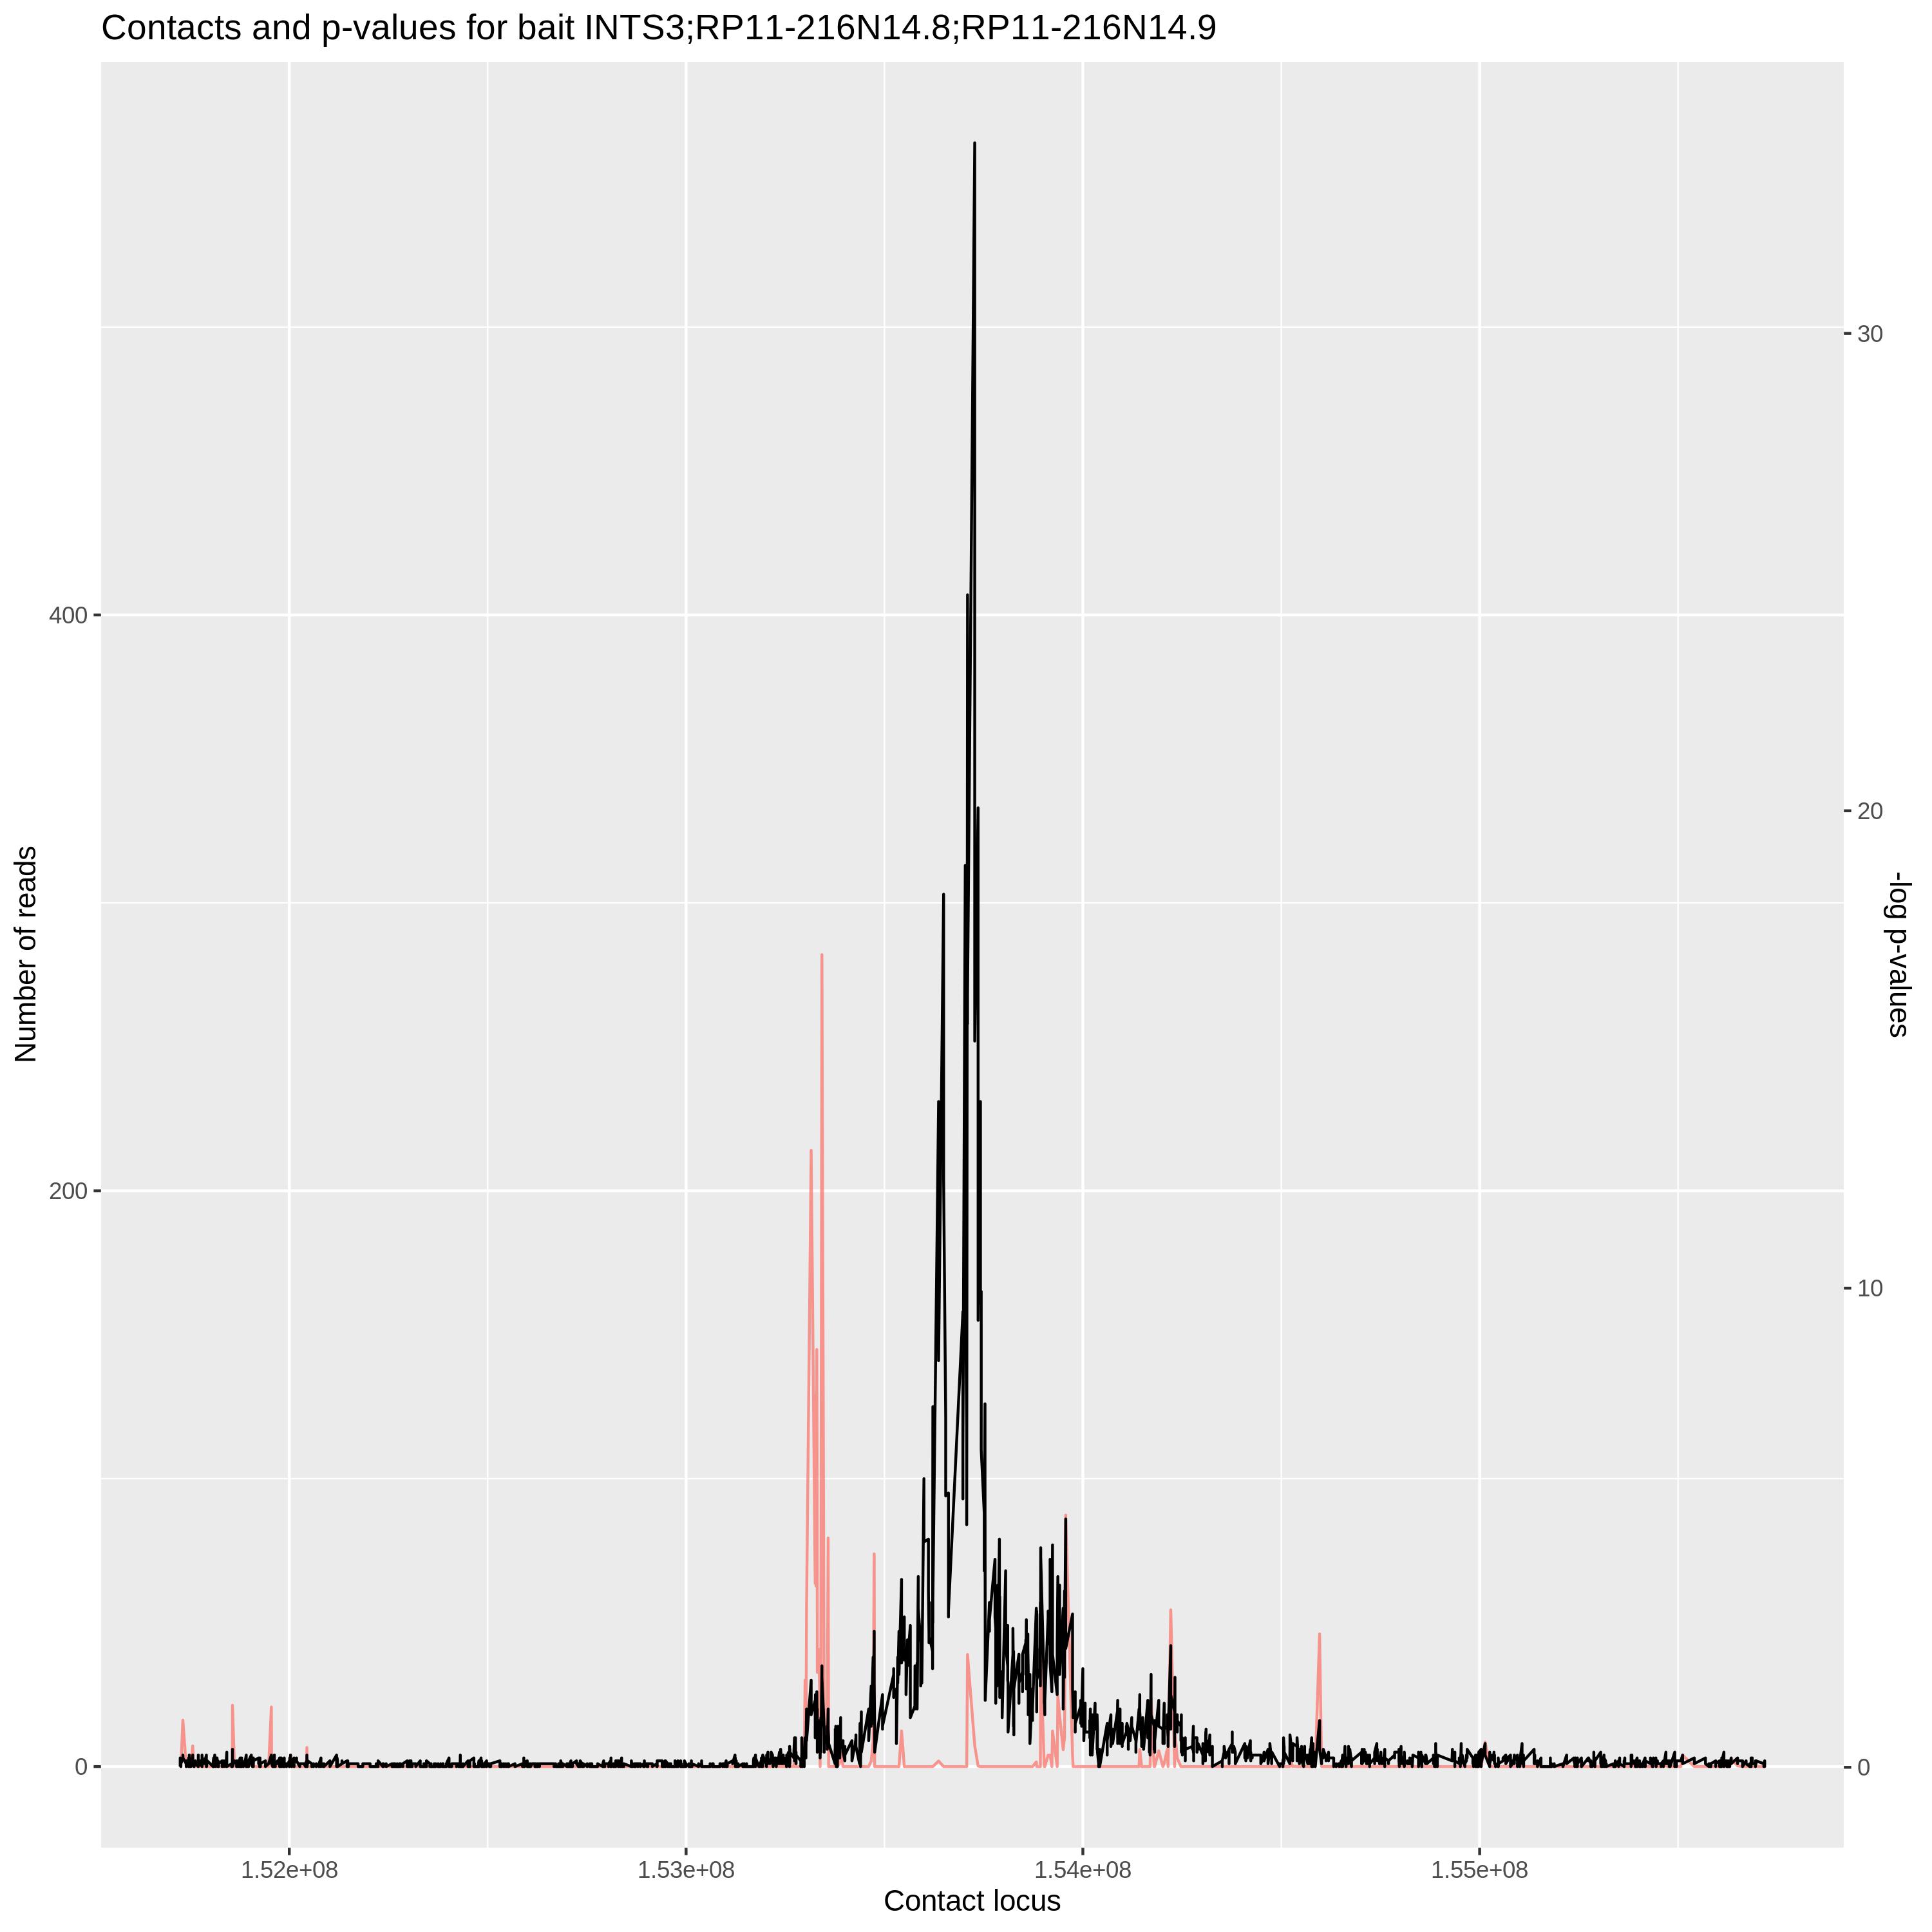 Contacts and p-values for bait INTS3;RP11-216N14.8;RP11-216N14.9
Number of reads
400
200
0
30
20
10
0
-log p-values
1.52e+08
1.53e+08
1.54e+08
1.55e+08
Contact locus